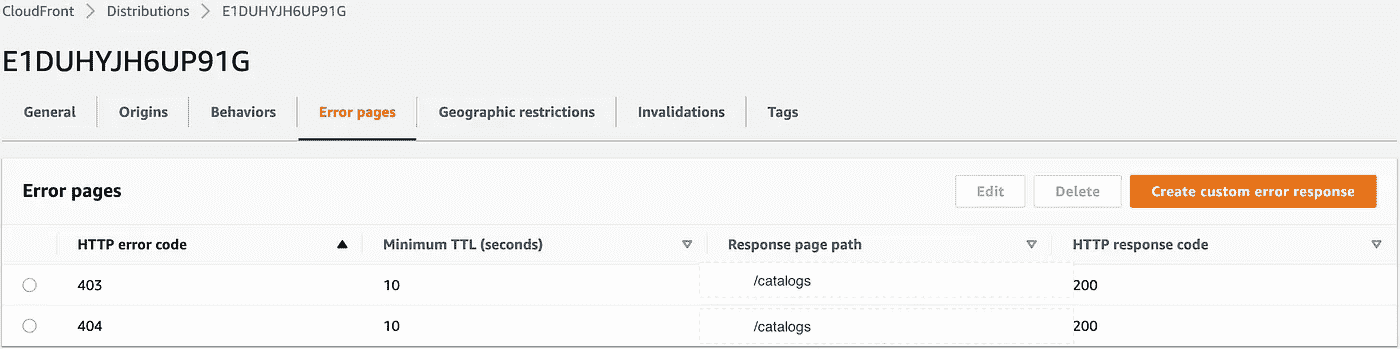 CloudFront > Distributions > E1DUHYJH6UP91G
E1DUHYJH6UP91G
General Origins Behaviors Error pages Geographic restrictions Invalidations Tags
Error pages Edit Delete Create custom error response
HTTP error code Minimum TTL (seconds) Response page path HTTP response code
403 10 /catalogs 200
404 10 /catalogs 200